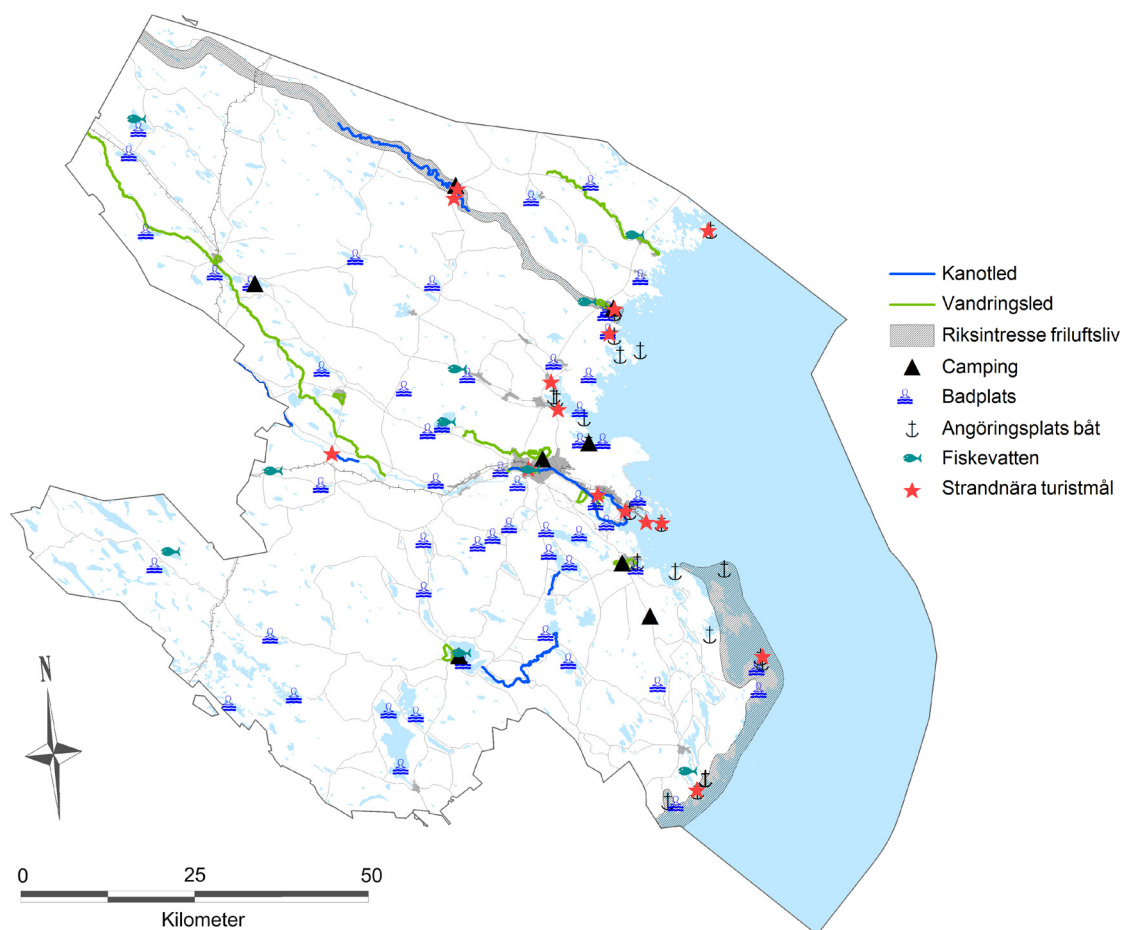 Kanotled
Vandringsled
Riksintresse friluftsliv
Camping
Badplats
Angöringsplats båt
Fiskevatten
Strandnära turistmål
N
0 25 50
Kilometer